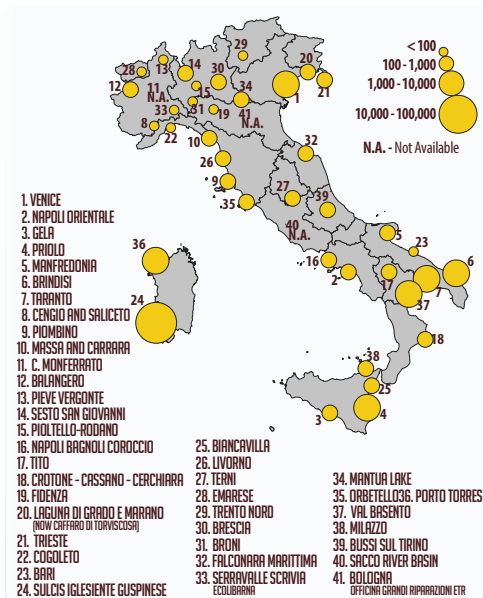 29
20
13
14
30
28
< 100
100 - 1,000
1,000 - 10,000
10,000 - 100,000
N.A. - Not Available
12
11
N.A.
15
34
1
21
33
31
19
41
N.A.
8
22
10
32
26
9
27
39
35
40
N.A.
5
23
16
2
17
6
7
37
36
24
18
38
25
3
4
1. VENICE
2. NAPOLI ORIENTALE
3. GELA
4. PRIOLO
5. MANFREDONIA
6. BRINDISI
7. TARANTO
8. CENGIO AND SALICETO
9. PIOMBINO
10. MASSA AND CARRARA
11. C. MONFERRATO
12. BALANGERO
13. PIEVE VERGONTE
14. SESTO SAN GIOVANNI
15. PIOLTELLO-RODANO
16. NAPOLI BAGNOLI COROCCIO
17. TITO
18. CROTONE - CASSANO - CERCHIARA
19. FIDENZA
20. LAGUNA DI GRADO E MARANO
(NOW CAFFARO DI TORVISCOSA)
21. TRIESTE
22. COGOLETO
23. BARI
24. SULCIS IGLESIENTE GUSPINESE
25. BIANCAVILLA
26. LIVORNO
27. TERNI
28. EMARESE
29. TRENTO NORD
30. BRESCIA
31. BRONI
32. FALCONARA MARITTIMA
33. SERRAVALLE SCRIVIA
ECOLIBARNA
34. MANTUA LAKE
35. ORBETELLO36. PORTO TORRES
37. VAL BASENTO
38. MILAZZO
39. BUSSI SUL TIRINO
40. SACCO RIVER BASIN
41. BOLOGNA
OFFICINA GRANDI RIPARAZIONI ETR